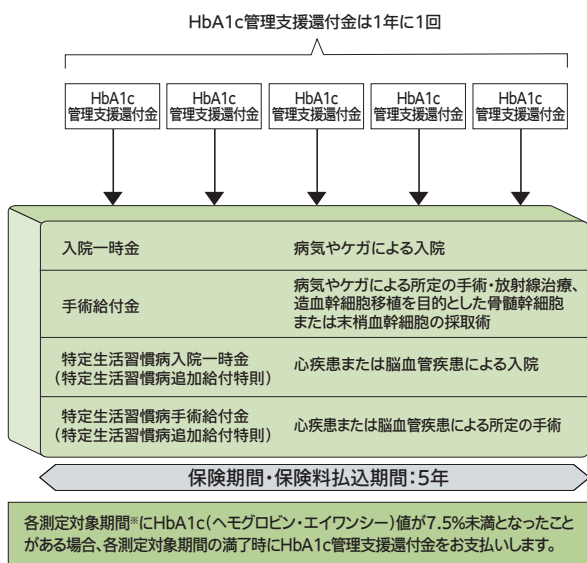 HbA1c管理支援還付金は1年に1回
HbA1c
管理支援還付金
HbA1c
管理支援還付金
HbA1c
管理支援還付金
HbA1c
管理支援還付金
HbA1c
管理支援還付金
入院一時金
病気やケガによる入院
手術給付金
病気やケガによる所定の手術・放射線治療、
造血幹細胞移植を目的とした骨髄幹細胞
または末梢血幹細胞の採取術
特定生活習慣病入院一時金
(特定生活習慣病追加給付特則)
心疾患または脳血管疾患による入院
特定生活習慣病手術給付金
(特定生活習慣病追加給付特則)
心疾患または脳血管疾患による所定の手術
保険期間・保険料払込期間:5年
各測定対象期間※にHbA1c(ヘモグロビン・エイワンシー)値が7.5%未満となったこと
がある場合、各測定対象期間の満了時にHbA1c管理支援還付金をお支払いします。